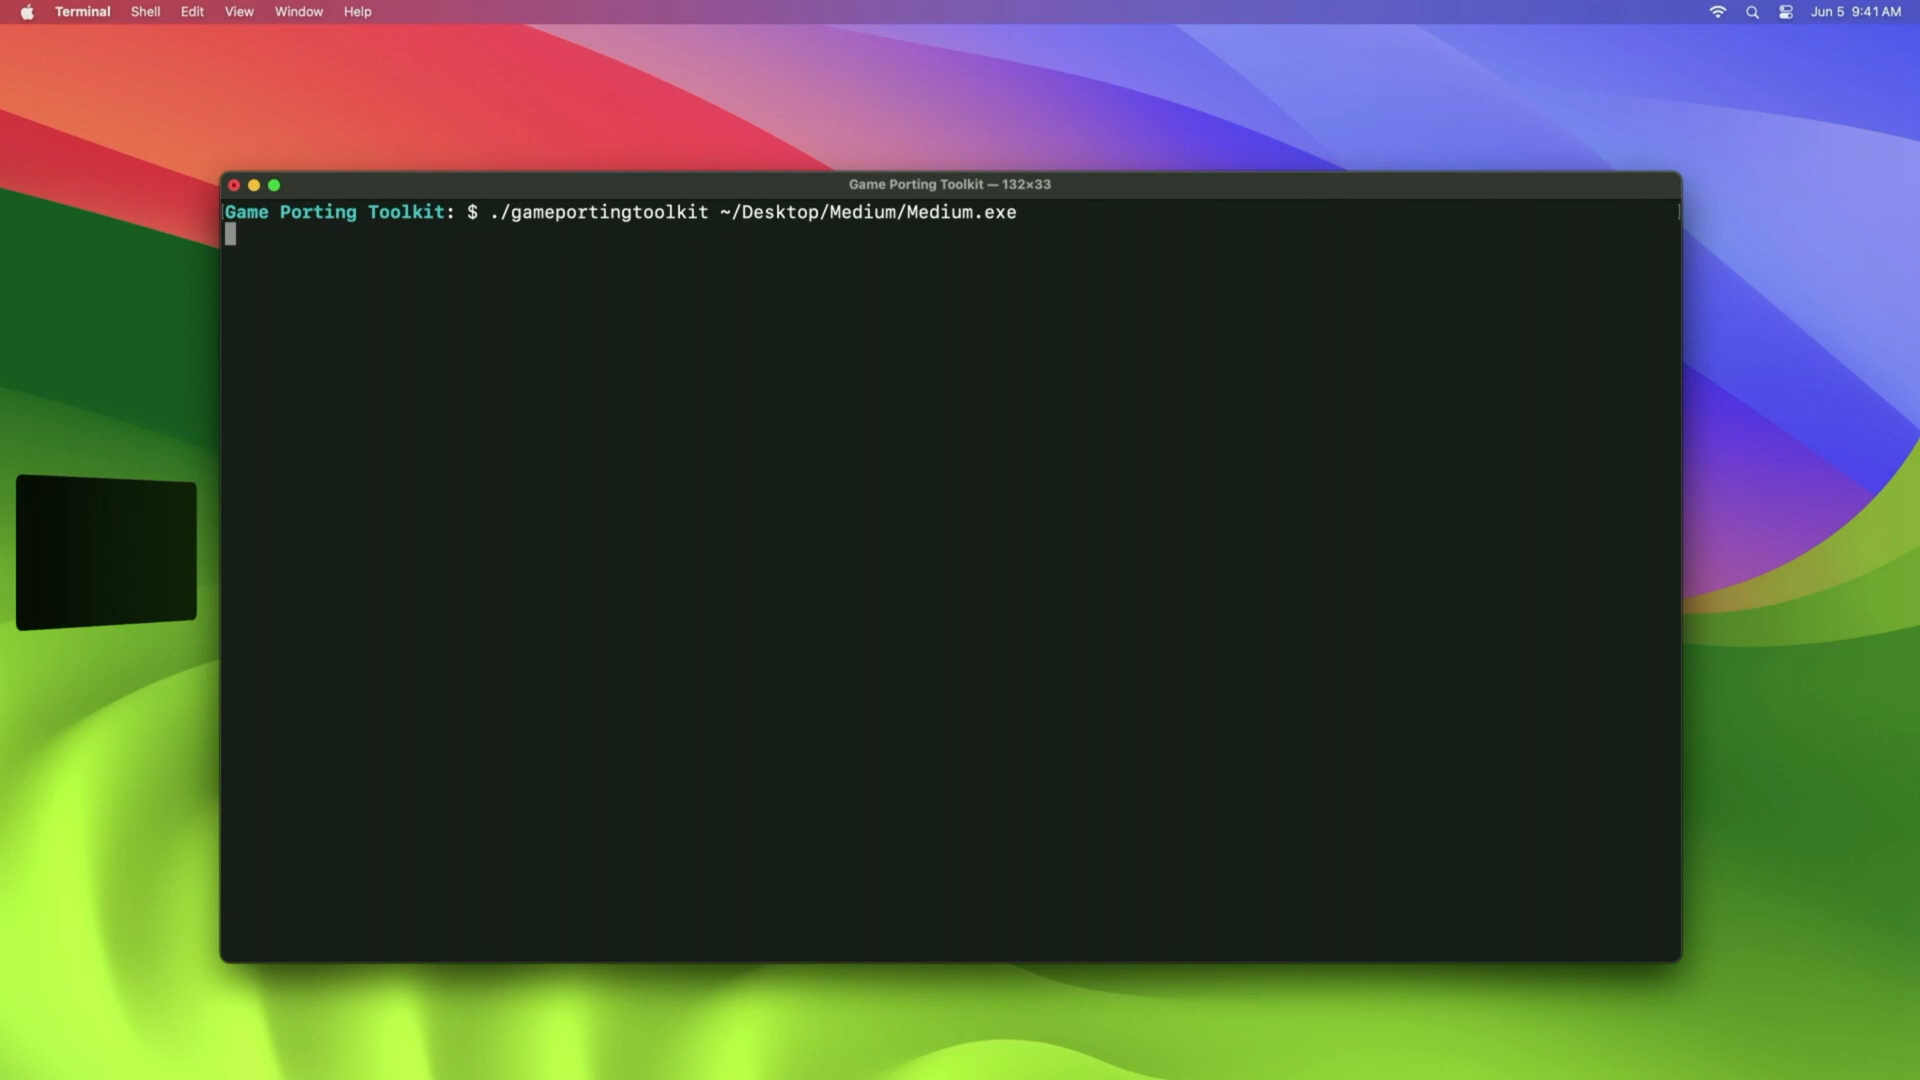 Terminal Shell Edit View Window Help Jun 5 9:41 AM
Game Porting Toolkit — 132×33
Game Porting Toolkit: $ ./gameportingtoolkit ~/Desktop/Medium/Medium.exe